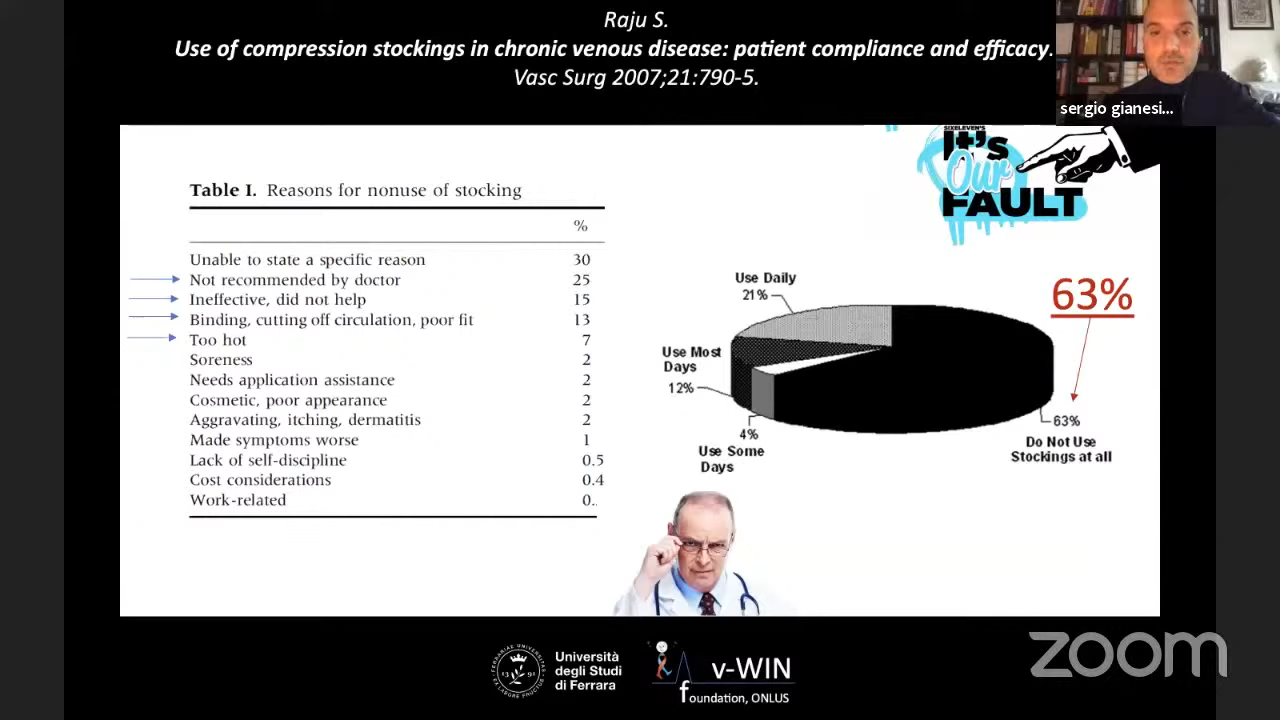 Raju S.
Use of compression stockings in chronic venous disease: patient compliance and efficacy.
Vasc Surg 2007;21:790-5.
sergio gianesi...
SIXELEVEN'S
It's
Our
FAULT
Table I. Reasons for nonuse of stocking
%
Unable to state a specific reason 30
Not recommended by doctor 25
Ineffective, did not help 15
Binding, cutting off circulation, poor fit 13
Too hot 7
Soreness 2
Needs application assistance 2
Cosmetic, poor appearance 2
Aggravating, itching, dermatitis 2
Made symptoms worse 1
Lack of self-discipline 0.5
Cost considerations 0.4
Work-related 0.
Use Daily
21%
63%
Use Most
Days
12%
4%
Use Some
Days
63%
Do Not Use
Stockings at all
Università
degli Studi
di Ferrara
v-WIN
foundation, ONLUS
zoom